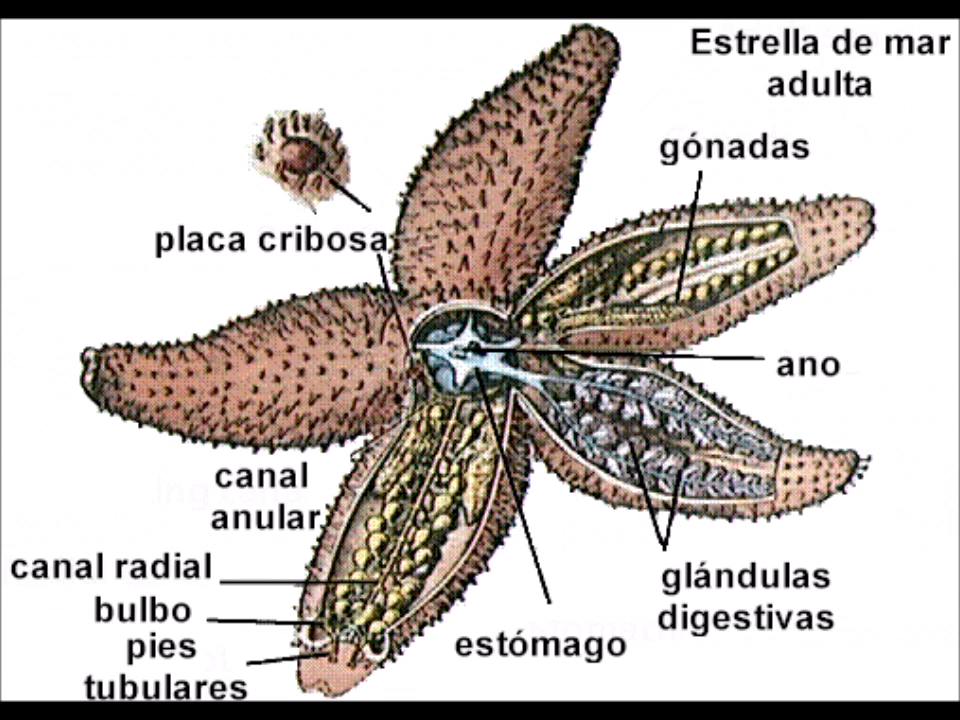 Estrella de mar
adulta
gónadas
placa cribosa
ano
canal
anular
canal radial
bulbo
pies
tubulares
estómago
glándulas
digestivas